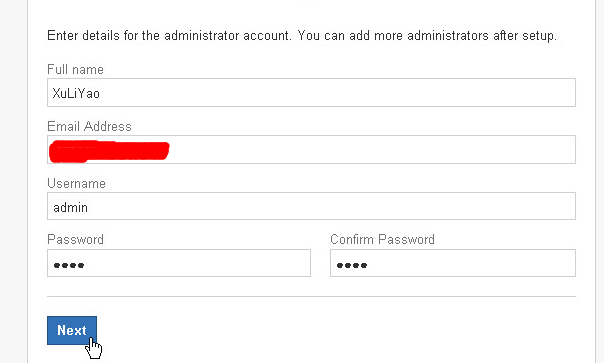 Enter details for the administrator account. You can add more administrators after setup.
Full name
XuLiYao
Email Address
Username
admin
Password Confirm Password
•••• ••••
Next